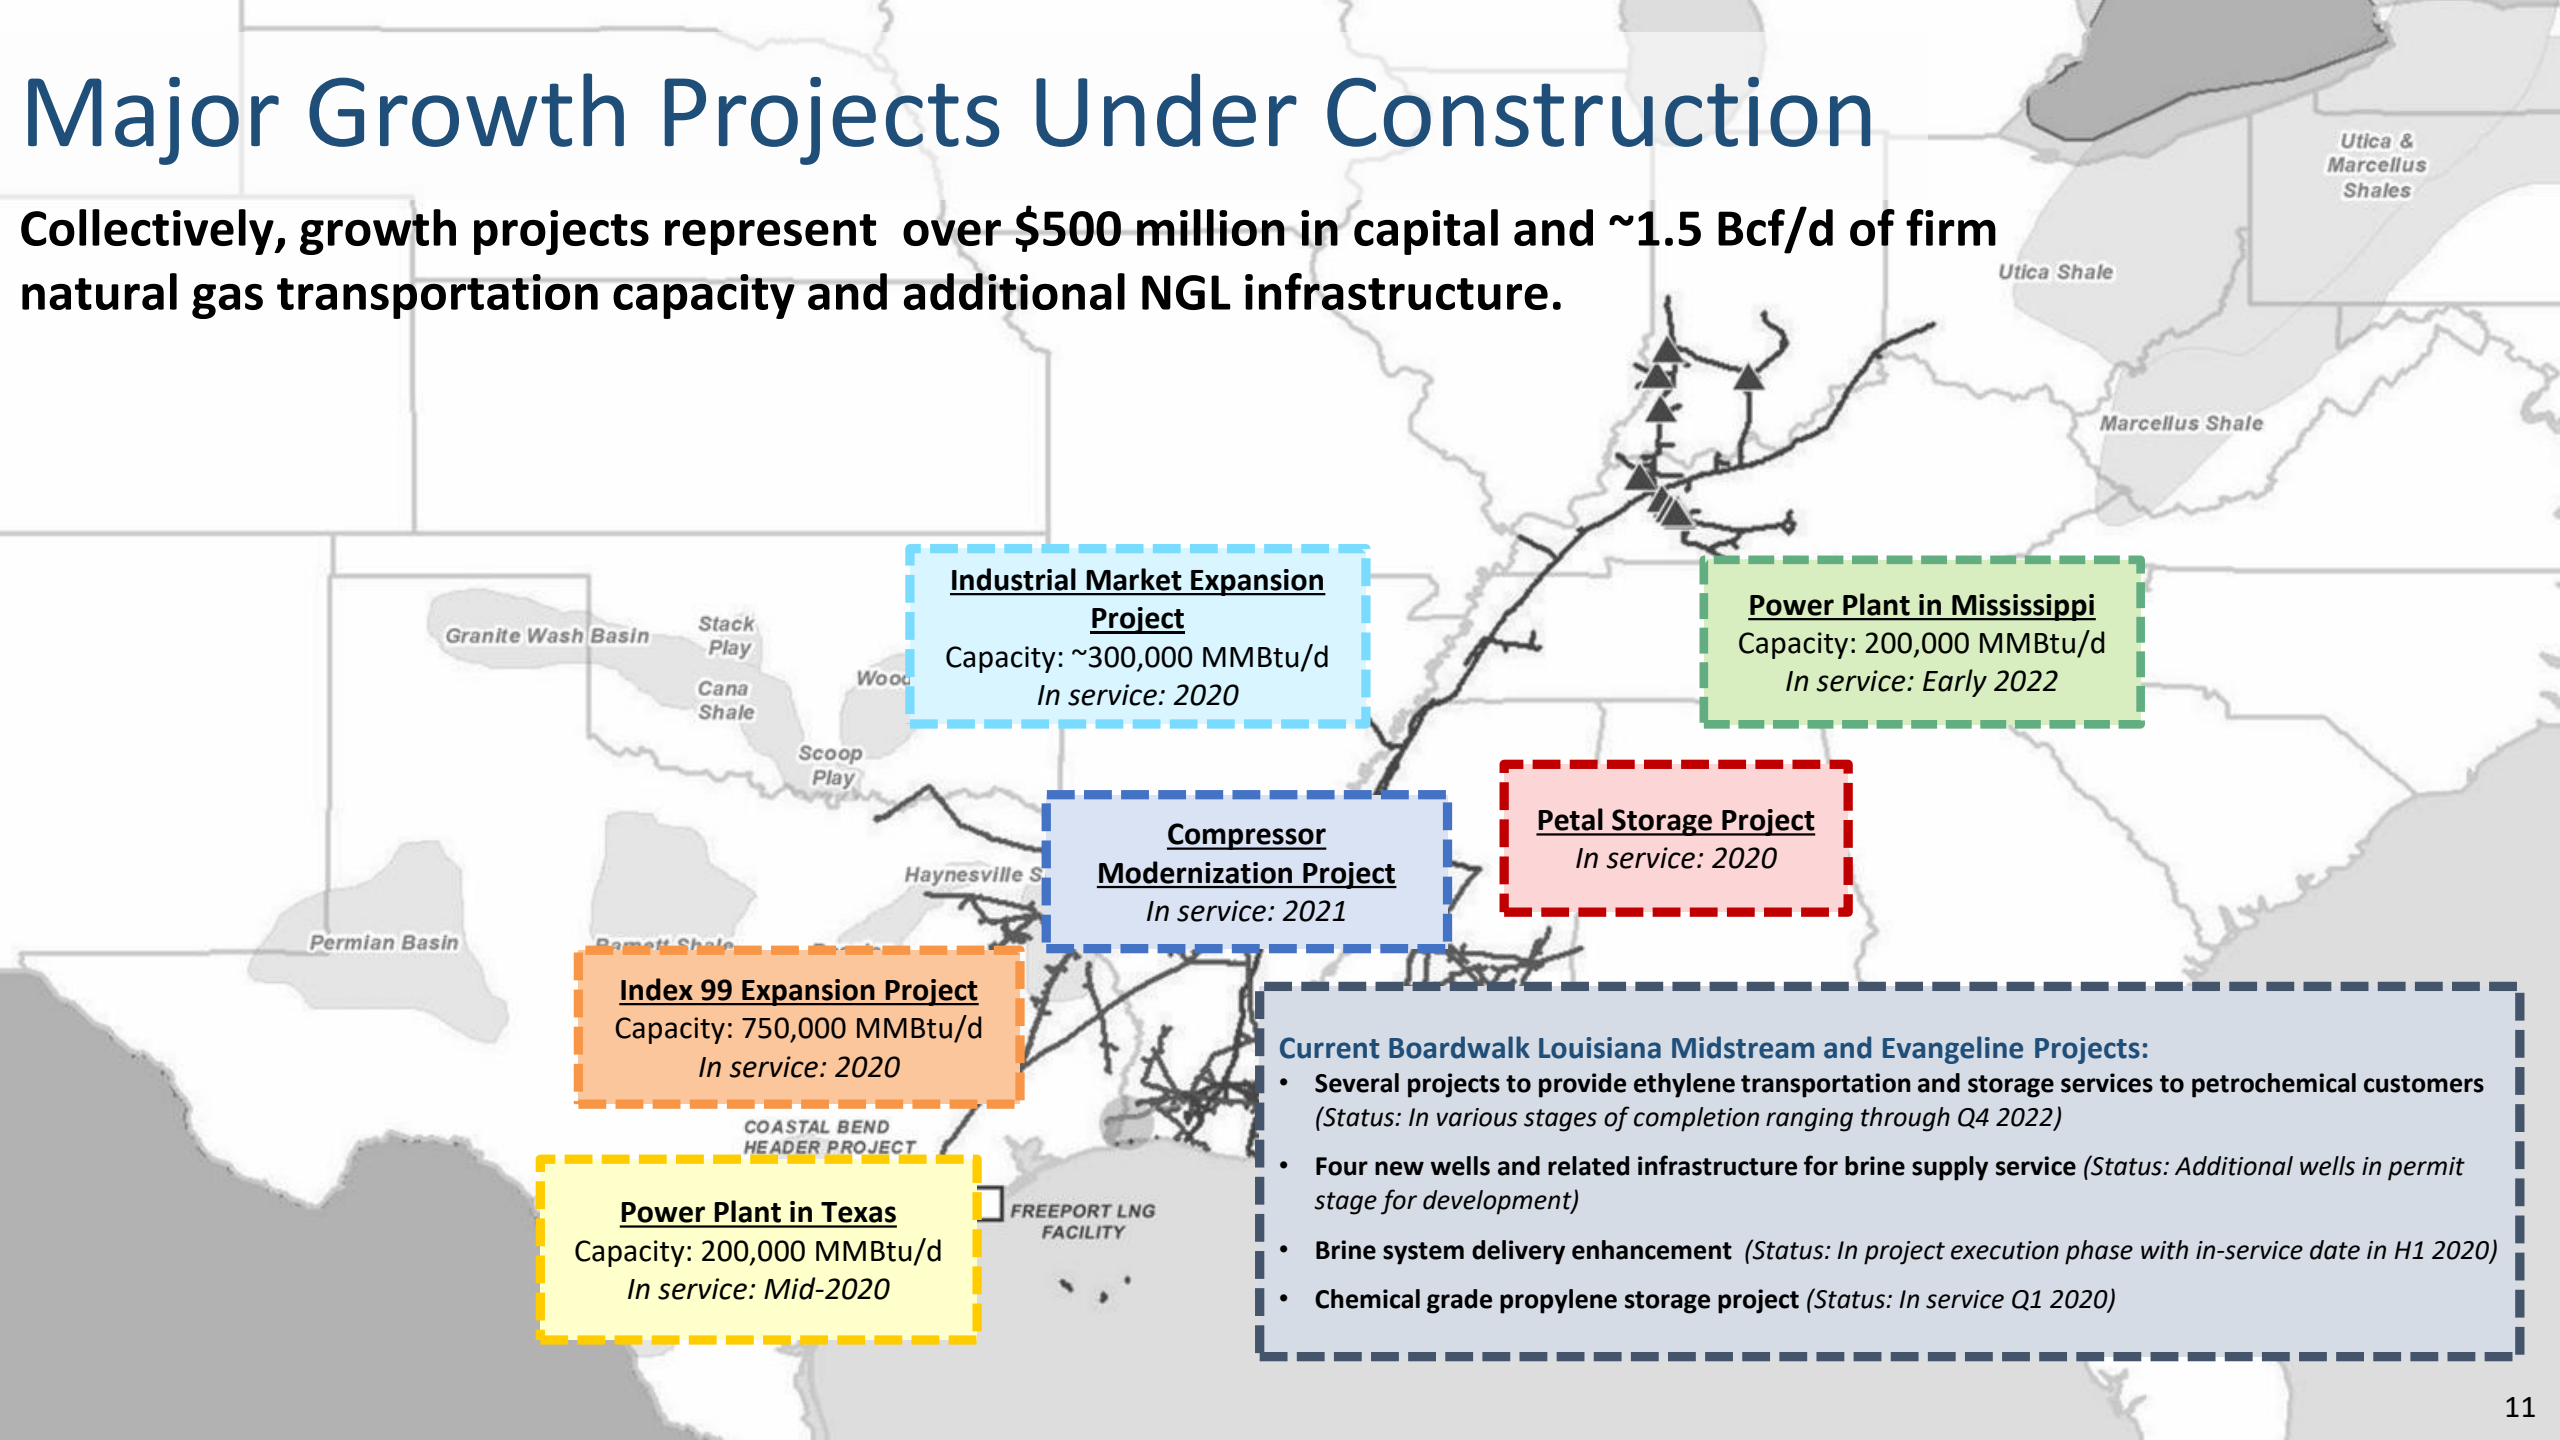 Major Growth Projects Under Construction
Collectively, growth projects represent  over $500 million in capital and ~1.5 Bcf/d of firm
natural gas transportation capacity and additional NGL infrastructure.
Utica &
Marcellus
Shales
Utica Shale
Marcellus Shale
Industrial Market Expansion
Project
Capacity: ~300,000 MMBtu/d
In service: 2020
Power Plant in Mississippi
Capacity: 200,000 MMBtu/d
In service: Early 2022
Granite Wash Basin
Stack
Play
Cana
Shale
Scoop
Play
Petal Storage Project
In service: 2020
Compressor
Modernization Project
In service: 2021
Haynesville
Permian Basin
Barnett Shale
Index 99 Expansion Project
Capacity: 750,000 MMBtu/d
In service: 2020
COASTAL BEND
HEADER PROJECT
Power Plant in Texas
Capacity: 200,000 MMBtu/d
In service: Mid-2020
FREEPORT LNG
FACILITY
Current Boardwalk Louisiana Midstream and Evangeline Projects:
• Several projects to provide ethylene transportation and storage services to petrochemical customers
(Status: In various stages of completion ranging through Q4 2022)
• Four new wells and related infrastructure for brine supply service (Status: Additional wells in permit
stage for development)
• Brine system delivery enhancement  (Status: In project execution phase with in-service date in H1 2020)
• Chemical grade propylene storage project (Status: In service Q1 2020)
11